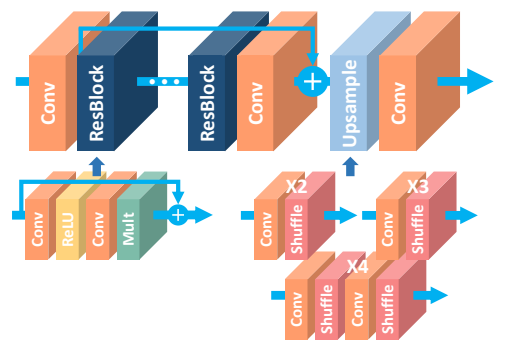 Conv
ResBlock
ResBlock
Conv
+
Upsample
Conv
Conv
ReLU
Conv
Mult
+
X2
Conv
Shuffle
X3
Conv
Shuffle
X4
Conv
Shuffle
Conv
Shuffle